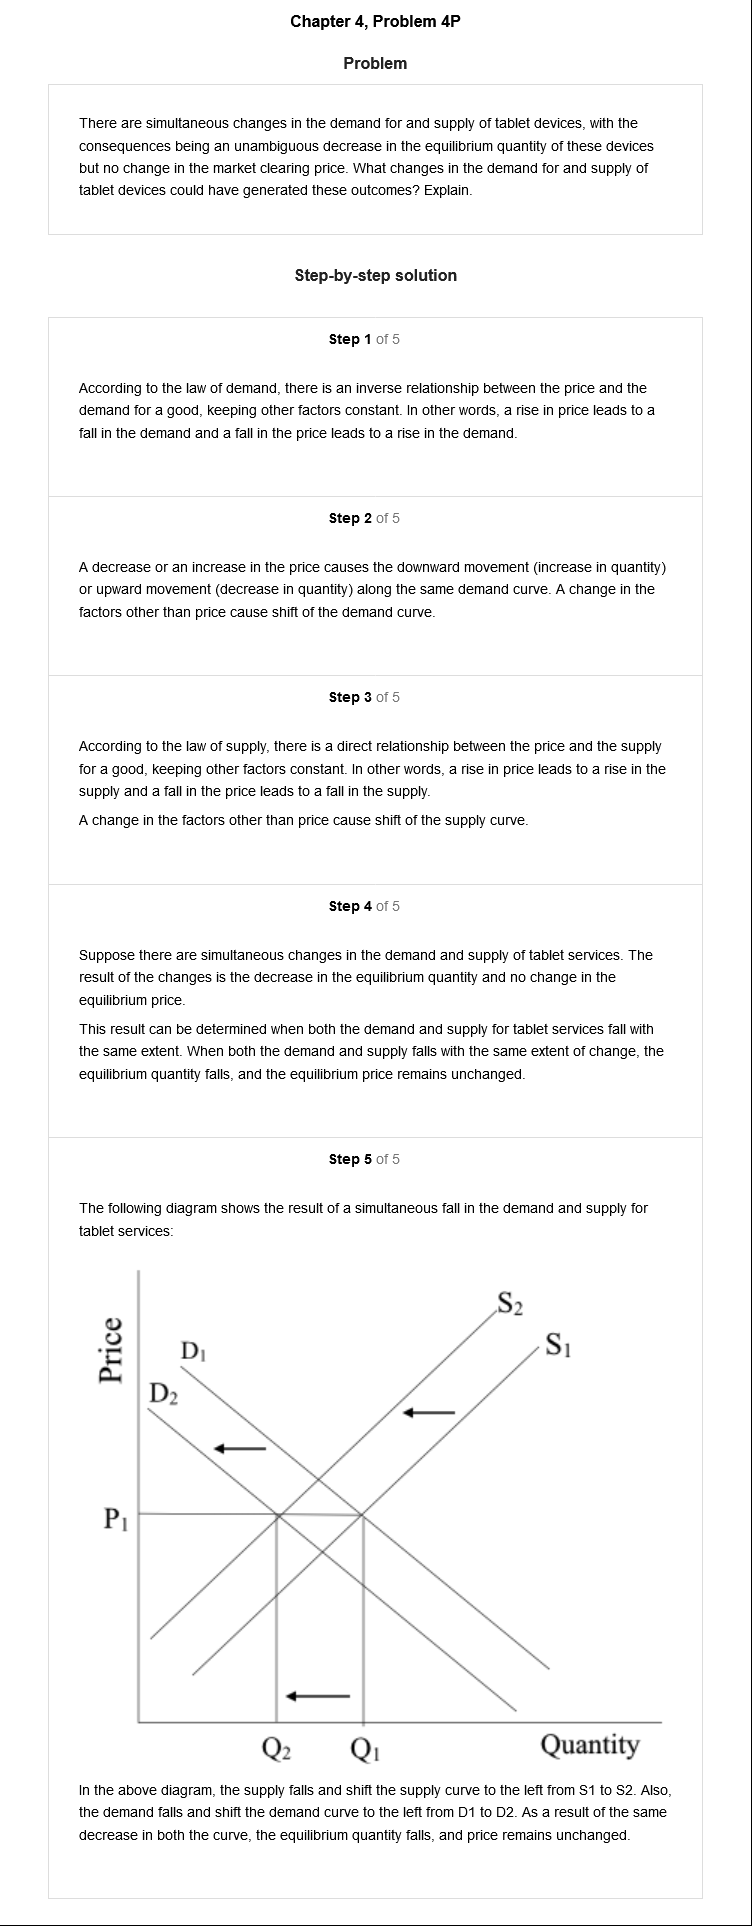 Chapter 4, Problem 4P
Problem
There are simultaneous changes in the demand for and supply of tablet devices, with the
consequences being an unambiguous decrease in the equilibrium quantity of these devices
but no change in the market clearing price. What changes in the demand for and supply of
tablet devices could have generated these outcomes? Explain.
Step-by-step solution
Step 1 of 5
According to the law of demand, there is an inverse relationship between the price and the
demand for a good, keeping other factors constant. In other words, a rise in price leads to a
fall in the demand and a fall in the price leads to a rise in the demand.
Step 2 of 5
A decrease or an increase in the price causes the downward movement (increase in quantity)
or upward movement (decrease in quantity) along the same demand curve. A change in the
factors other than price cause shift of the demand curve.
Step 3 of 5
According to the law of supply, there is a direct relationship between the price and the supply
for a good, keeping other factors constant. In other words, a rise in price leads to a rise in the
supply and a fall in the price leads to a fall in the supply.
A change in the factors other than price cause shift of the supply curve.
Step 4 of 5
Suppose there are simultaneous changes in the demand and supply of tablet services. The
result of the changes is the decrease in the equilibrium quantity and no change in the
equilibrium price.
This result can be determined when both the demand and supply for tablet services fall with
the same extent. When both the demand and supply falls with the same extent of change, the
equilibrium quantity falls, and the equilibrium price remains unchanged.
Step 5 of 5
The following diagram shows the result of a simultaneous fall in the demand and supply for
tablet services:
S2
S1
Price
D1
D2
P1
Q2 Q1 Quantity
In the above diagram, the supply falls and shift the supply curve to the left from S1 to S2. Also,
the demand falls and shift the demand curve to the left from D1 to D2. As a result of the same
decrease in both the curve, the equilibrium quantity falls, and price remains unchanged.